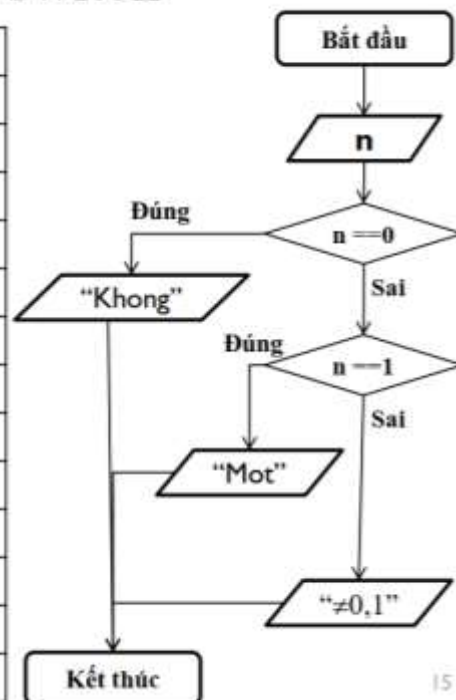 Bắt đầu
n
Đúng
n ==0
"Khong"
Sai
Đúng
n ==1
Sai
"Mot"
"≠0,1"
Kết thúc
15